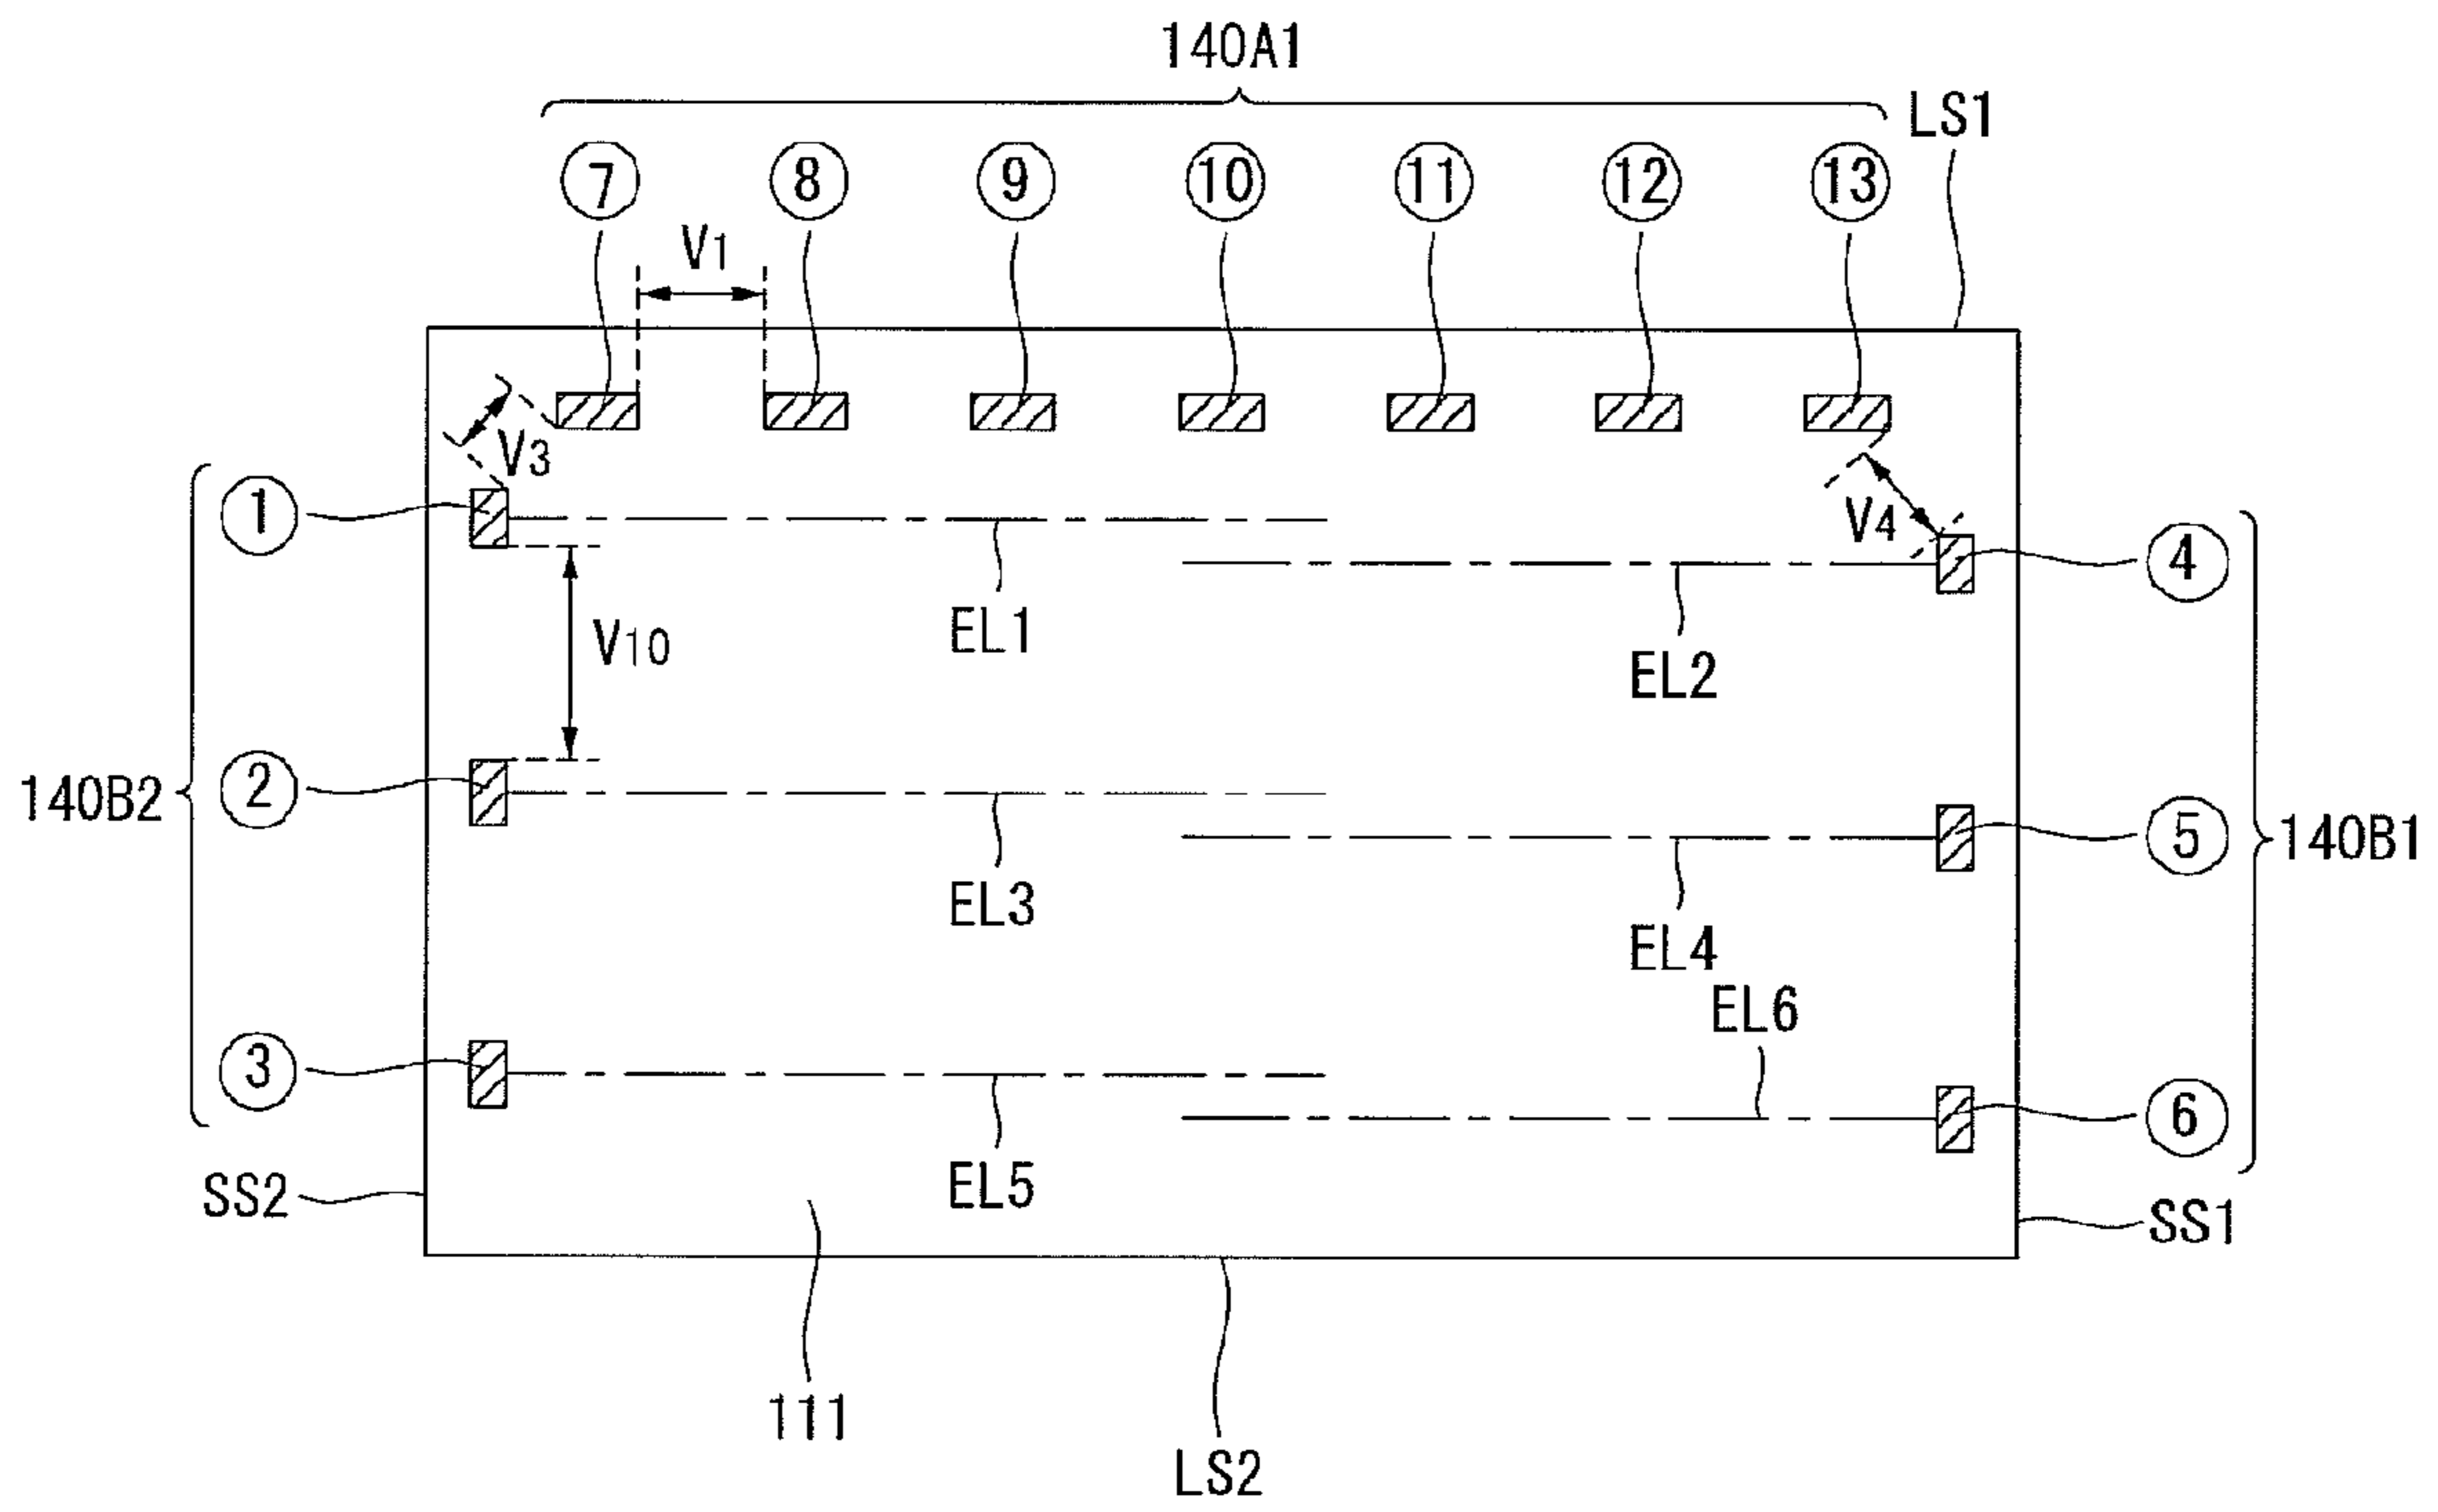 140A1
LS1
⑦ ⑧ ⑨ ⑩ ⑪ ⑫ ⑬
V1
V3
V4
①
④
EL1
V10
EL2
②
140B2
⑤
140B1
EL3
EL4
EL6
③
⑥
EL5
SS2
SS1
111
LS2